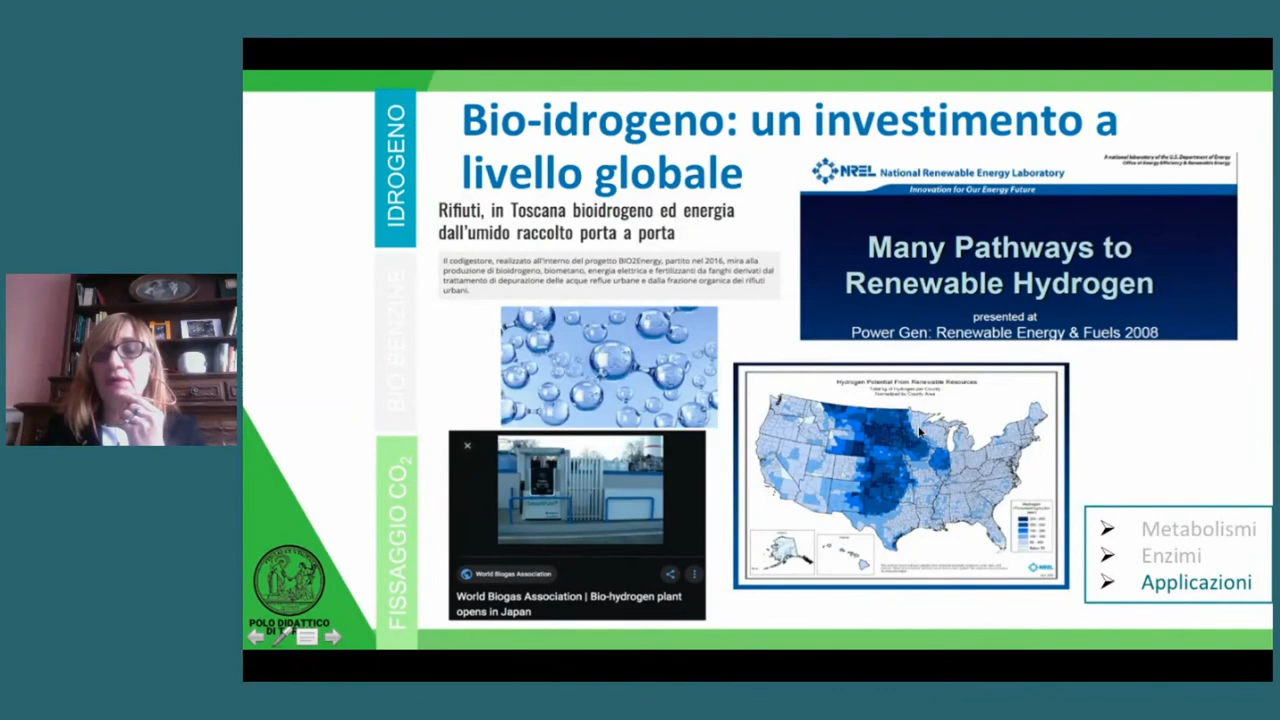 Bio-idrogeno: un investimento a
livello globale
IDROGENO
BIO BENZINE
FISSAGGIO CO₂
Rifiuti, in Toscana bioidrogeno ed energia
dall'umido raccolto porta a porta
Il codigestore, realizzato all'interno del progetto BIO2Energy, partito nel 2016, mira alla
produzione di bioidrogeno, biometano, energia elettrica e fertilizzanti da fanghi derivati dal
trattamento di depurazione delle acque reflue urbane e dalla frazione organica dei rifiuti
urbani.
A national laboratory of the U.S. Department of Energy
Office of Energy Efficiency & Renewable Energy
NREL National Renewable Energy Laboratory
Innovation for Our Energy Future
Many Pathways to
Renewable Hydrogen
presented at
Power Gen: Renewable Energy & Fuels 2008
Hydrogen Potential From Renewable Resources
Normalized by County Area
World Biogas Association
World Biogas Association | Bio-hydrogen plant
opens in Japan
Metabolismi
Enzimi
Applicazioni
POLO DIDATTICO